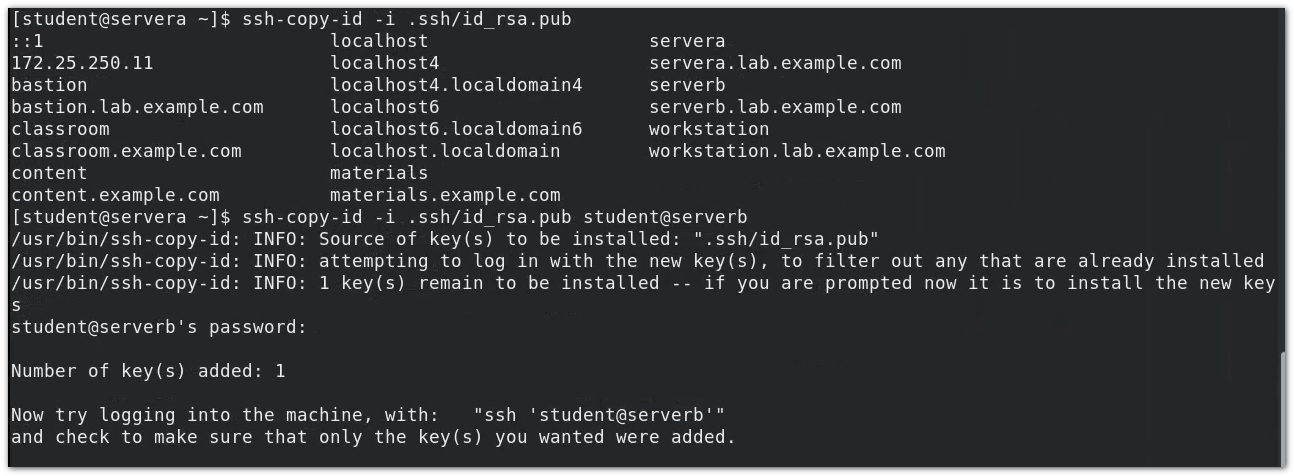 [student@servera ~]$ ssh-copy-id -i .ssh/id_rsa.pub
::1                          localhost                    servera
172.25.250.11                localhost4                   servera.lab.example.com
bastion                      localhost4.localdomain4      serverb
bastion.lab.example.com      localhost6                   serverb.lab.example.com
classroom                    localhost6.localdomain6      workstation
classroom.example.com        localhost.localdomain        workstation.lab.example.com
content                      materials
content.example.com          materials.example.com
[student@servera ~]$ ssh-copy-id -i .ssh/id_rsa.pub student@serverb
/usr/bin/ssh-copy-id: INFO: Source of key(s) to be installed: ".ssh/id_rsa.pub"
/usr/bin/ssh-copy-id: INFO: attempting to log in with the new key(s), to filter out any that are already installed
/usr/bin/ssh-copy-id: INFO: 1 key(s) remain to be installed -- if you are prompted now it is to install the new key
s
student@serverb's password:
Number of key(s) added: 1
Now try logging into the machine, with:   "ssh 'student@serverb'"
and check to make sure that only the key(s) you wanted were added.